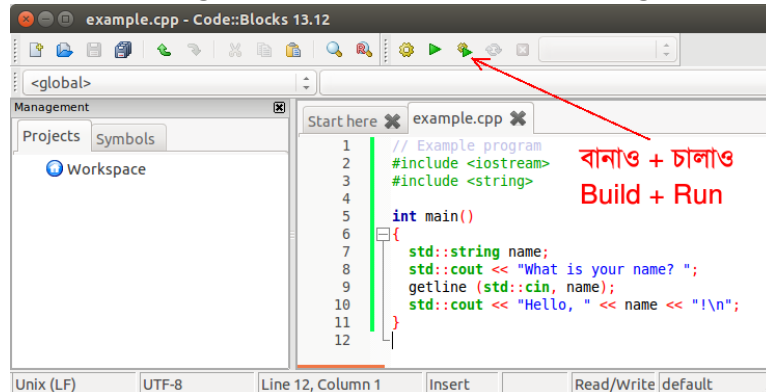 example.cpp - Code::Blocks 13.12
<global>
Management
Projects Symbols
Workspace
Start here example.cpp
1 // Example program
2 #include <iostream>
3 #include <string>
4
5 int main()
6 {
7 std::string name;
8 std::cout << "What is your name? ";
9 getline (std::cin, name);
10 std::cout << "Hello, " << name << "!\n";
11 }
12
বানাও + চালাও
Build + Run
Unix (LF) UTF-8 Line 12, Column 1 Insert Read/Write default